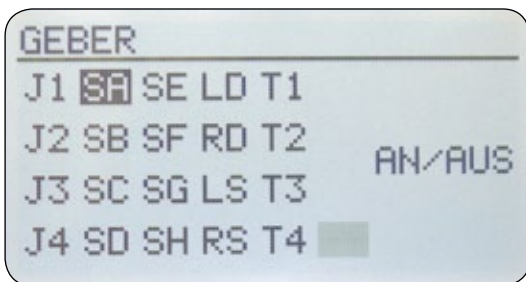 GEBER
J1 SA SE LD T1
J2 SB SF RD T2
AN/AUS
J3 SC SG LS T3
J4 SD SH RS T4